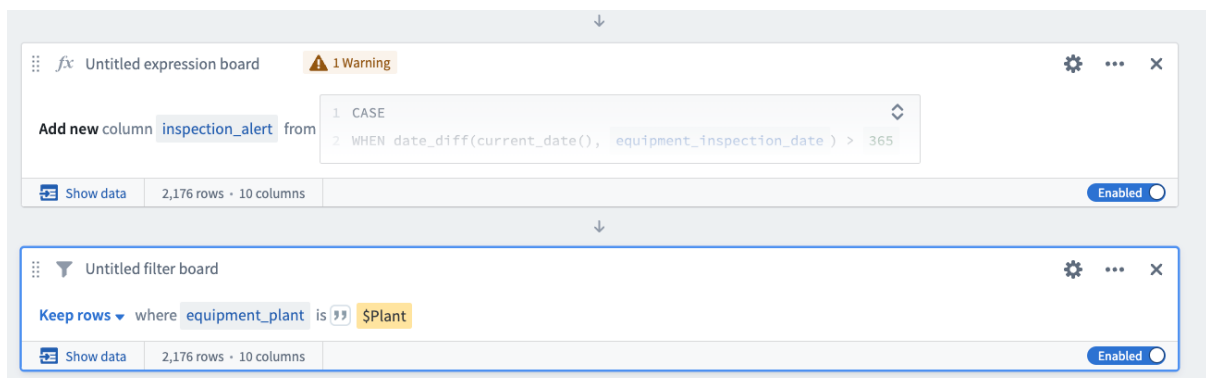 fx Untitled expression board 1 Warning
Add new column inspection_alert from
1 CASE
2 WHEN date_diff(current_date(), equipment_inspection_date ) > 365
Show data 2,176 rows • 10 columns Enabled
Untitled filter board
Keep rows where equipment_plant is ❜❜ $Plant
Show data 2,176 rows • 10 columns Enabled